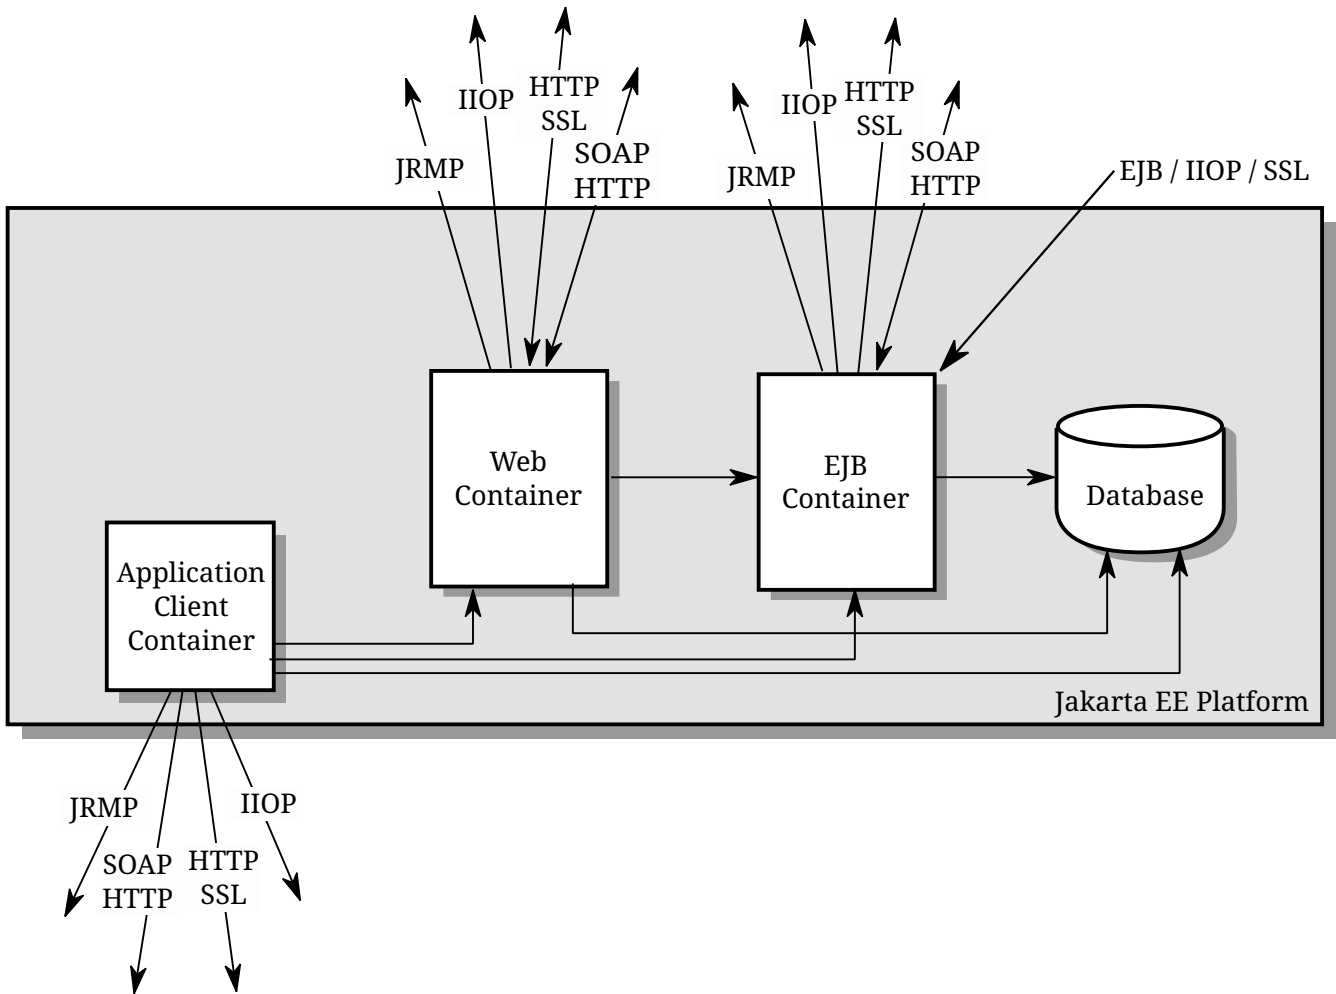 IIOP
HTTP
SSL
JRMP
SOAP
HTTP
IIOP
HTTP
SSL
JRMP
SOAP
HTTP
EJB / IIOP / SSL
Web
Container
EJB
Container
Database
Application
Client
Container
Jakarta EE Platform
JRMP
SOAP
HTTP
HTTP
SSL
IIOP